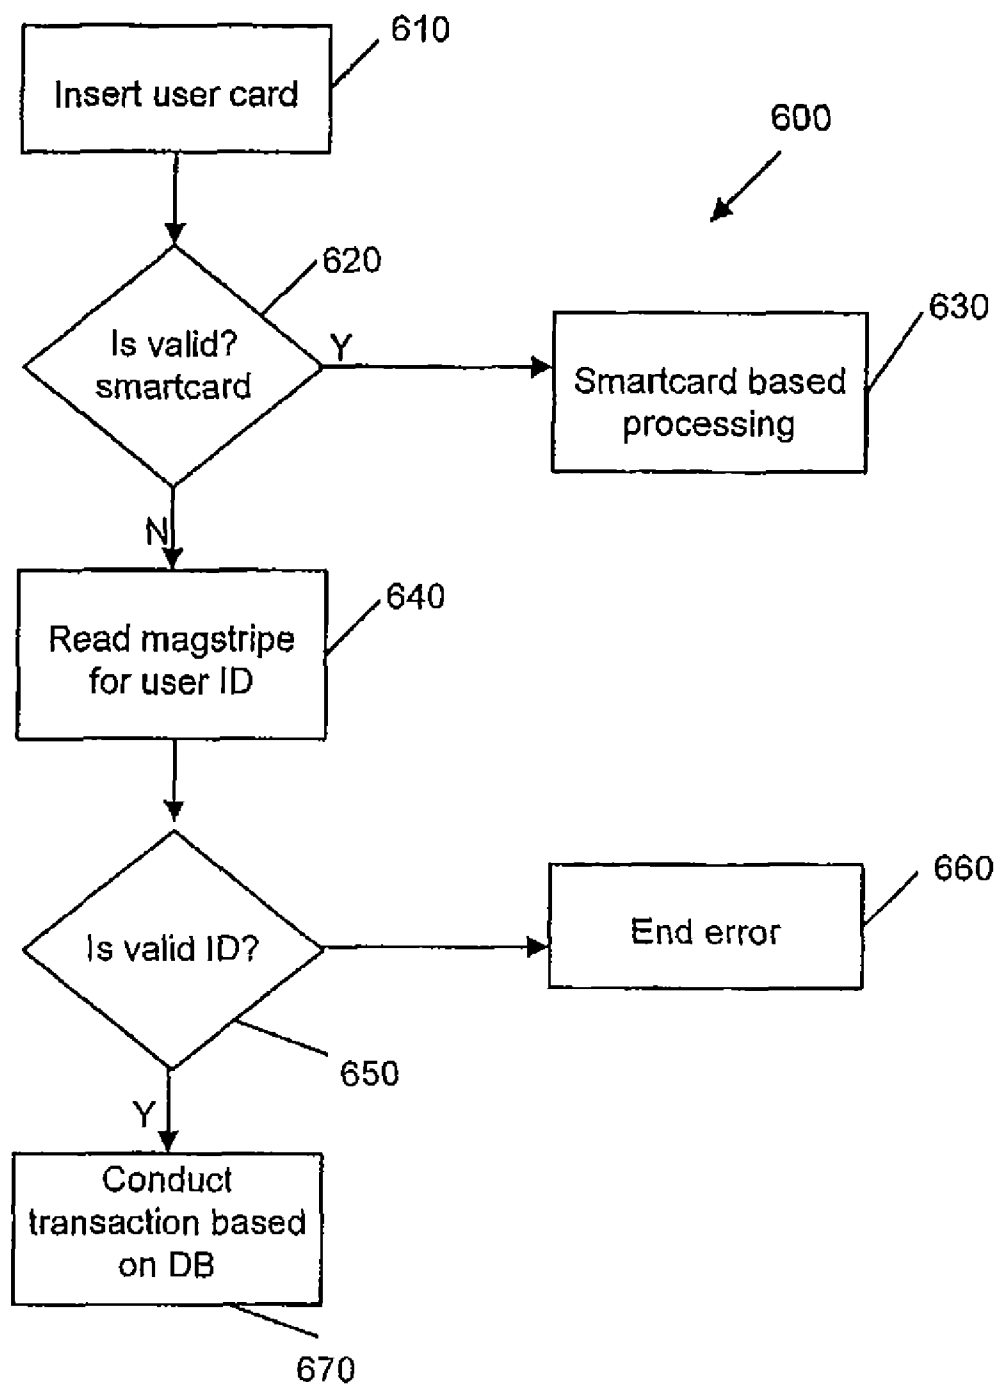 610
Insert user card
600
620
Is valid?
smartcard
Y
630
Smartcard based
processing
N
640
Read magstripe
for user ID
Is valid ID?
660
End error
650
Y
Conduct
transaction based
on DB
670